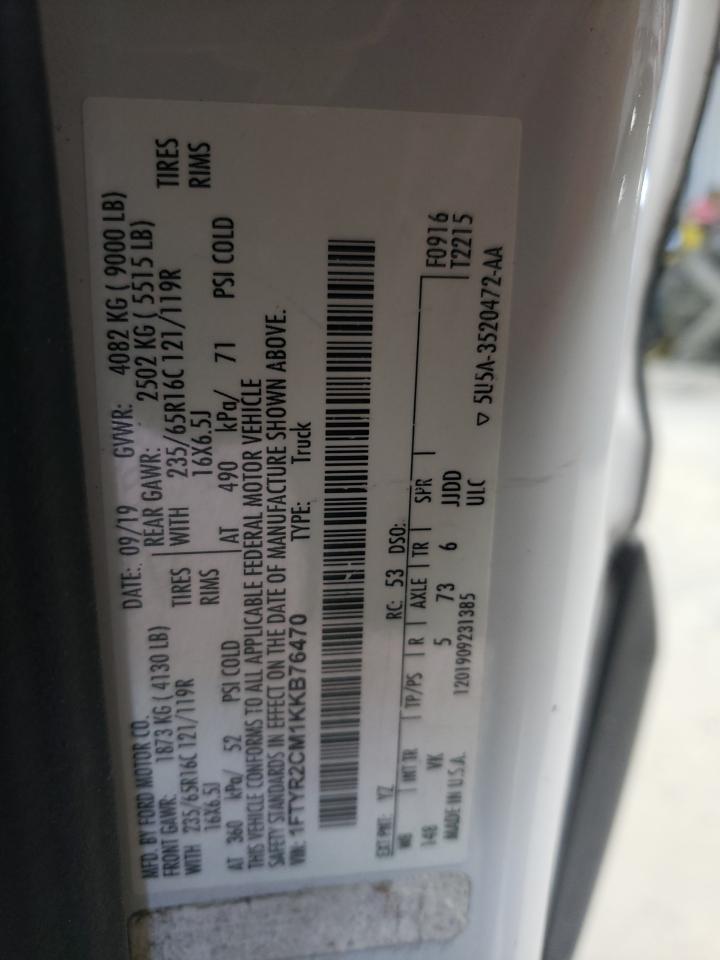 MFD. BY FORD MOTOR CO.
DATE: 09/19 GVWR: 4082 KG ( 9000 LB)
FRONT GAWR: 1873 KG ( 4130 LB) REAR GAWR: 2502 KG ( 5515 LB)
WITH 235/65R16C 121/119R TIRES WITH 235/65R16C 121/119R TIRES
16X6.5J RIMS 16X6.5J RIMS
AT 360 kPa/ 52 PSI COLD AT 490 kPa/ 71 PSI COLD
THIS VEHICLE CONFORMS TO ALL APPLICABLE FEDERAL MOTOR VEHICLE
SAFETY STANDARDS IN EFFECT ON THE DATE OF MANUFACTURE SHOWN ABOVE.
VIN: 1FTYR2CM1KKB76470 TYPE: Truck
EXT PNT: YZ RC: 53 DSO: F0916
WB INT TR TP/PS R AXLE TR SPR T2215
148 VK 5 73 6 JJDD
MADE IN U.S.A. 1201909231385 ULC
▽ 5U5A-3520472-AA